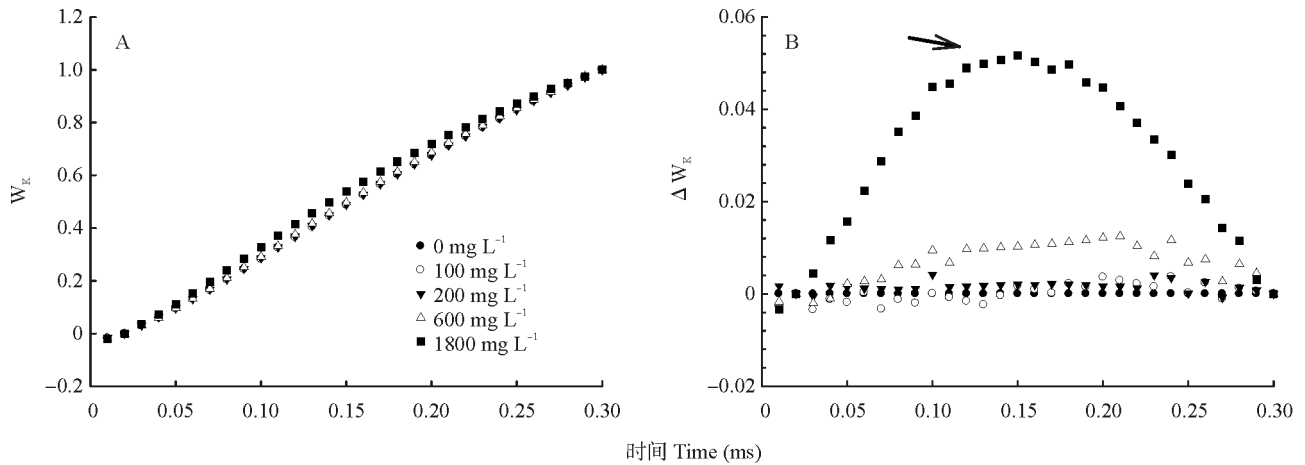 A
W_K
1.2
1.0
0.8
0.6
0.4
0.2
0
–0.2
0
0.05
0.10
0.15
0.20
0.25
0.30
0 mg L⁻¹
100 mg L⁻¹
200 mg L⁻¹
600 mg L⁻¹
1800 mg L⁻¹
B
Δ W_K
0.06
0.04
0.02
0
–0.02
0
0.05
0.10
0.15
0.20
0.25
0.30
时间 Time (ms)